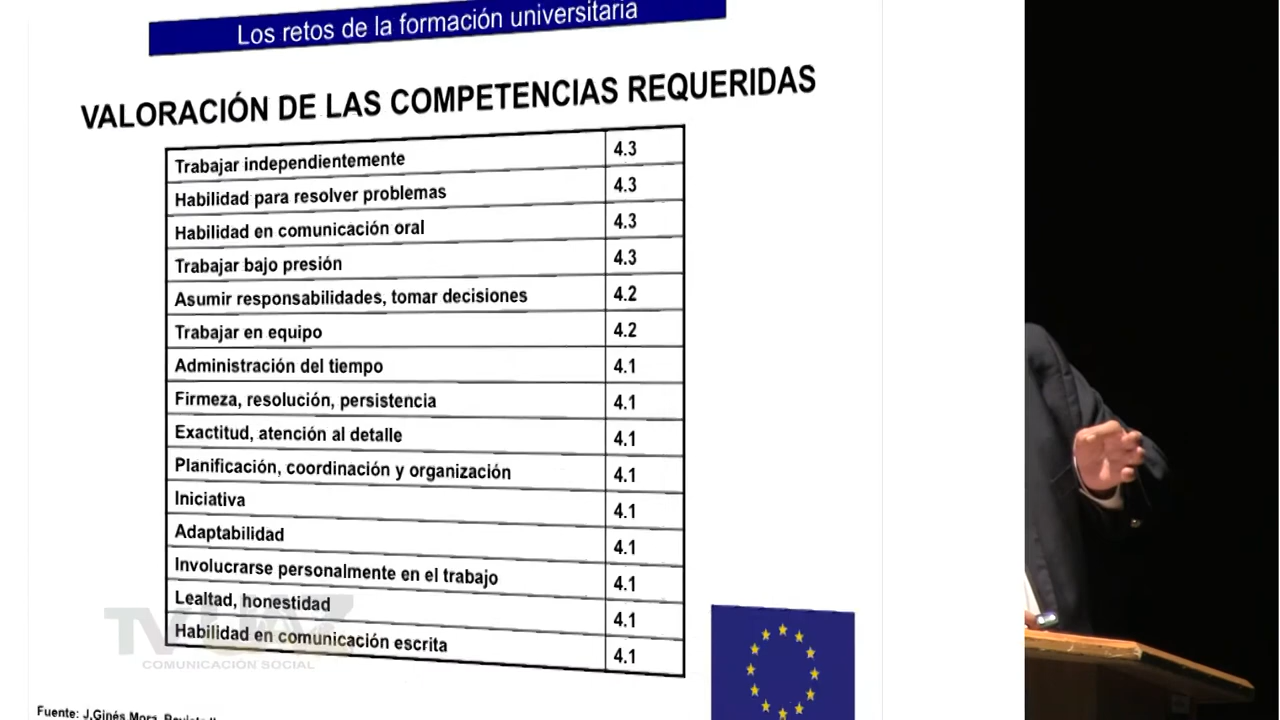 Los retos de la formación universitaria
VALORACIÓN DE LAS COMPETENCIAS REQUERIDAS
Trabajar independientemente 4.3
Habilidad para resolver problemas 4.3
Habilidad en comunicación oral 4.3
Trabajar bajo presión 4.3
Asumir responsabilidades, tomar decisiones 4.2
Trabajar en equipo 4.2
Administración del tiempo 4.1
Firmeza, resolución, persistencia 4.1
Exactitud, atención al detalle 4.1
Planificación, coordinación y organización 4.1
Iniciativa 4.1
Adaptabilidad 4.1
Involucrarse personalmente en el trabajo 4.1
Lealtad, honestidad 4.1
Habilidad en comunicación escrita 4.1
TV UAZ
COMUNICACIÓN SOCIAL
Fuente: J.Ginés Mora